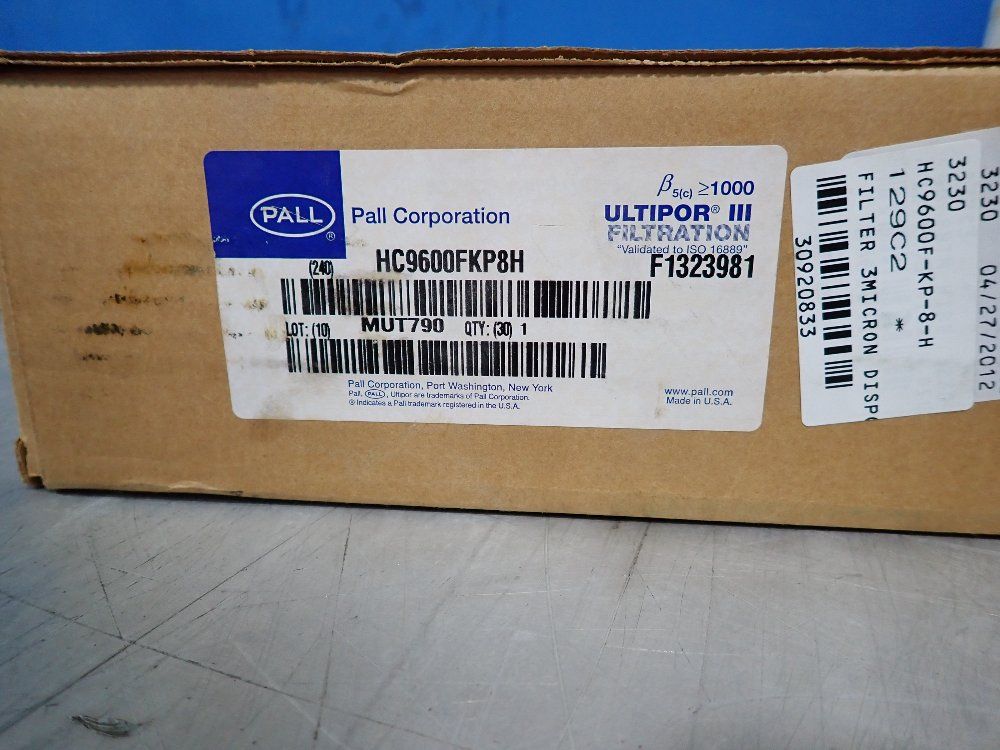 PALL ®
Pall Corporation
β5(c) ≥1000
ULTIPOR® III
FILTRATION
"Validated to ISO 16889"
(240) HC9600FKP8H F1323981
LOT: (10) MUT790 QTY: (30) 1
Pall Corporation, Port Washington, New York
Pall, PALL, Ultipor are trademarks of Pall Corporation.
® Indicates a Pall trademark registered in the U.S.A.
www.pall.com
Made in U.S.A.
3230 04/27/2012
3230
HC9600F-KP-8-H
129C2 *
FILTER 3MICRON DISPO
30920833